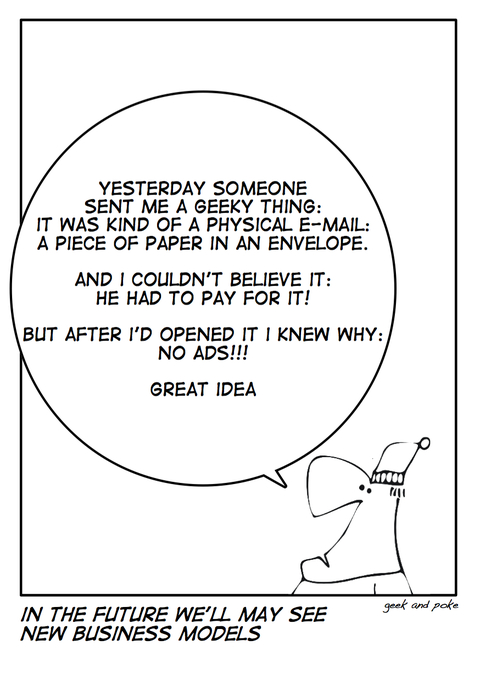 YESTERDAY SOMEONE
SENT ME A GEEKY THING:
IT WAS KIND OF A PHYSICAL E-MAIL:
A PIECE OF PAPER IN AN ENVELOPE.
AND I COULDN'T BELIEVE IT:
HE HAD TO PAY FOR IT!
BUT AFTER I'D OPENED IT I KNEW WHY:
NO ADS!!!
GREAT IDEA
geek and poke
IN THE FUTURE WE'LL MAY SEE
NEW BUSINESS MODELS